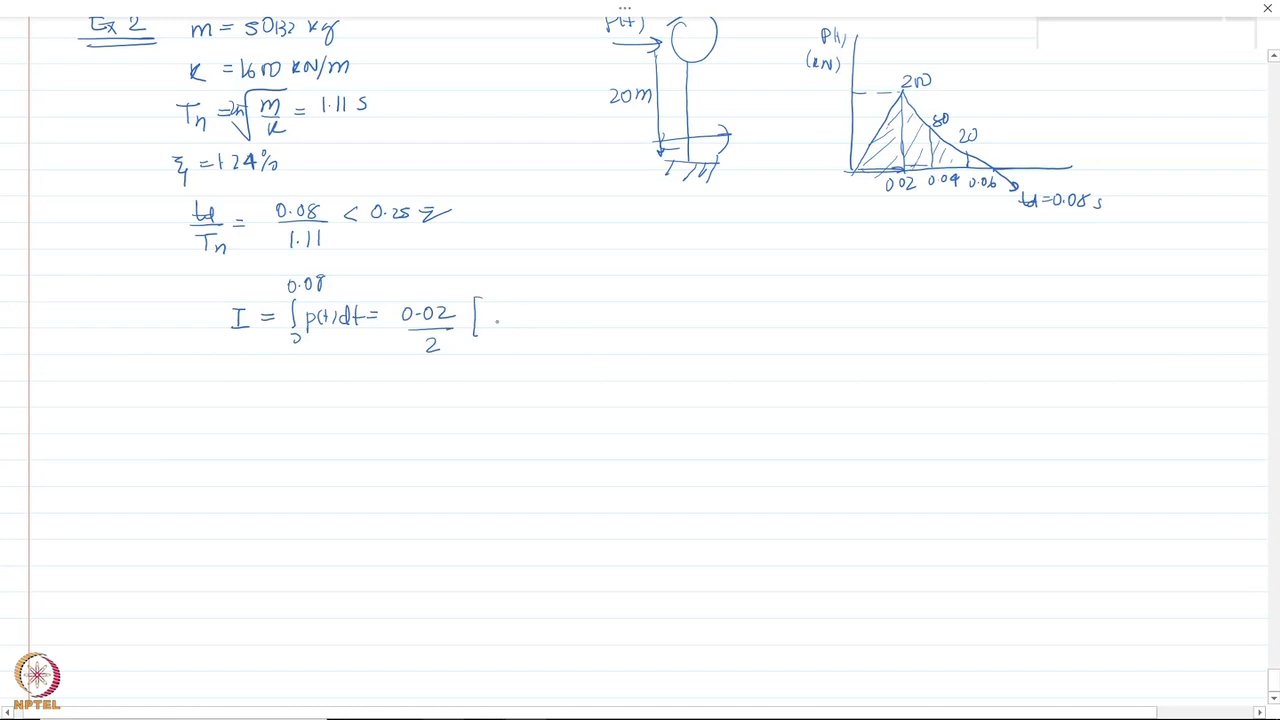 Ex 2 m = 50132 kg
K = 1600 kN/m
Tn = 2π √(m/K) = 1.11 s
ξ = 1.24%
td/Tn = 0.08/1.11 < 0.25
I = ∫₀^0.08 p(t) dt = 0.02/2 [
P(t)
20m
P(t)
(kN)
200
80
20
0.02 0.04 0.06
td = 0.08 s
NPTEL